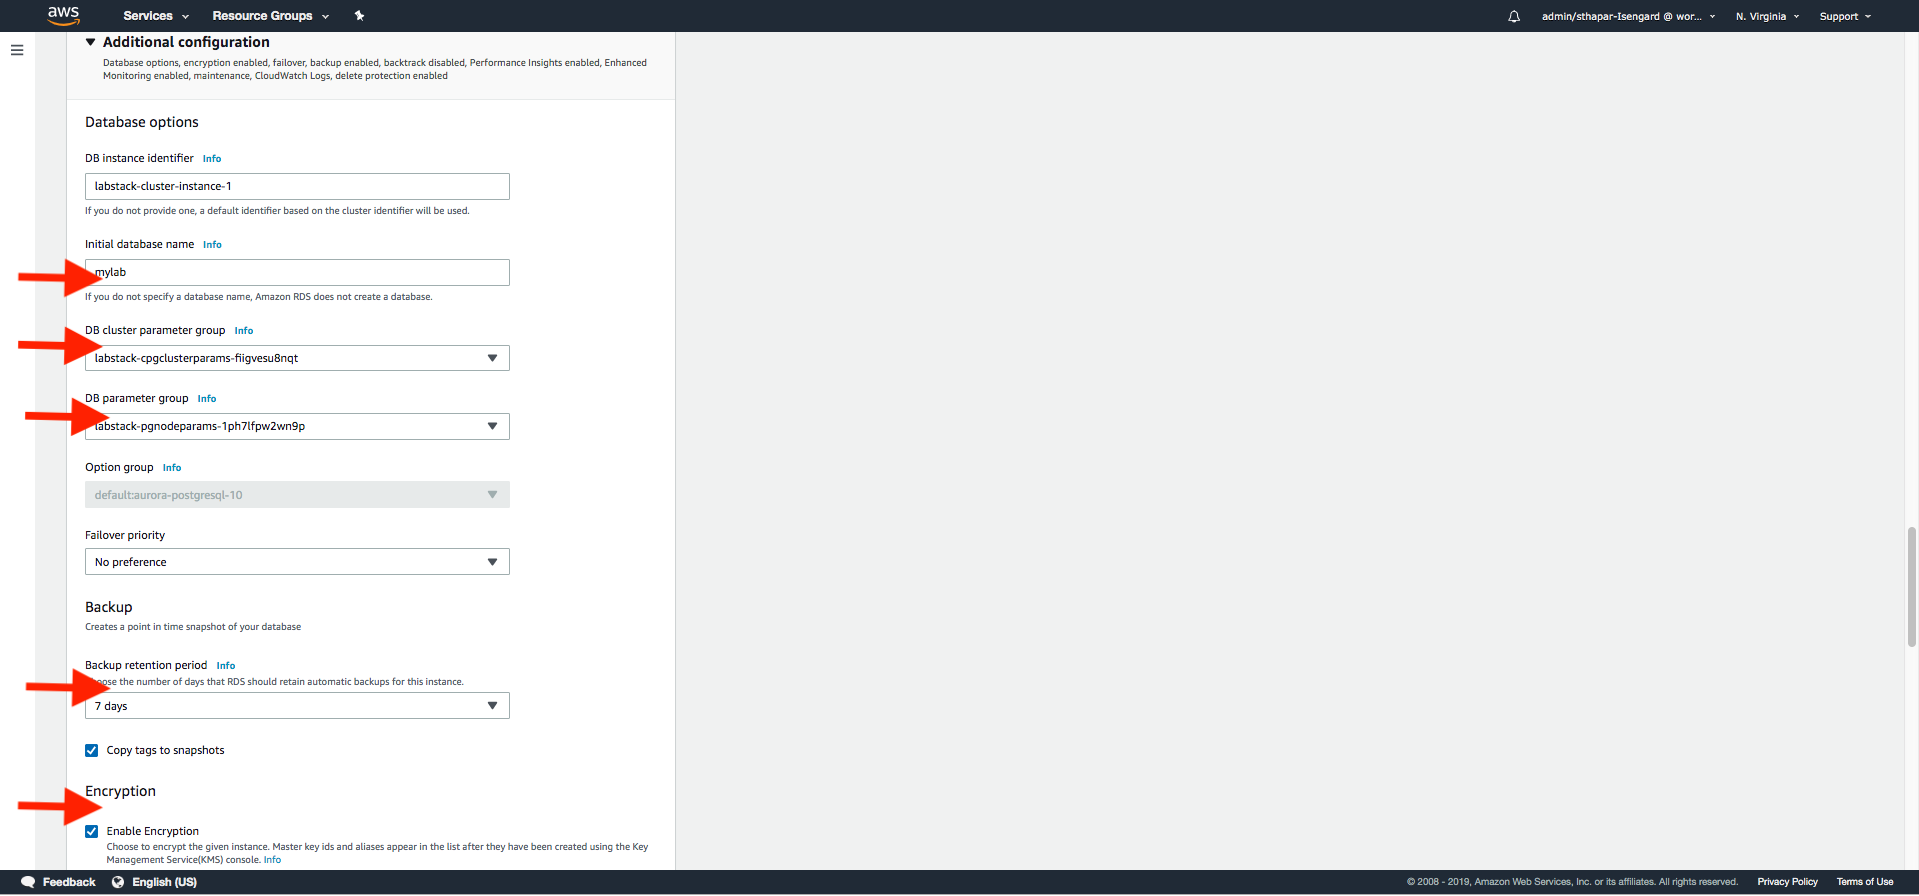 aws Services Resource Groups admin/sthapar-Isengard @ wor... N. Virginia Support
Additional configuration
Database options, encryption enabled, failover, backup enabled, backtrack disabled, Performance Insights enabled, Enhanced
Monitoring enabled, maintenance, CloudWatch Logs, delete protection enabled
Database options
DB instance identifier Info
labstack-cluster-instance-1
If you do not provide one, a default identifier based on the cluster identifier will be used.
Initial database name Info
mylab
If you do not specify a database name, Amazon RDS does not create a database.
DB cluster parameter group Info
labstack-cpgclusterparams-fiigvesu8nqt
DB parameter group Info
labstack-pgnodeparams-1ph7lfpw2wn9p
Option group Info
default:aurora-postgresql-10
Failover priority
No preference
Backup
Creates a point in time snapshot of your database
Backup retention period Info
Choose the number of days that RDS should retain automatic backups for this instance.
7 days
Copy tags to snapshots
Encryption
Enable Encryption
Choose to encrypt the given instance. Master key ids and aliases appear in the list after they have been created using the Key
Management Service(KMS) console. Info
Feedback English (US) © 2008 - 2019, Amazon Web Services, Inc. or its affiliates. All rights reserved. Privacy Policy Terms of Use